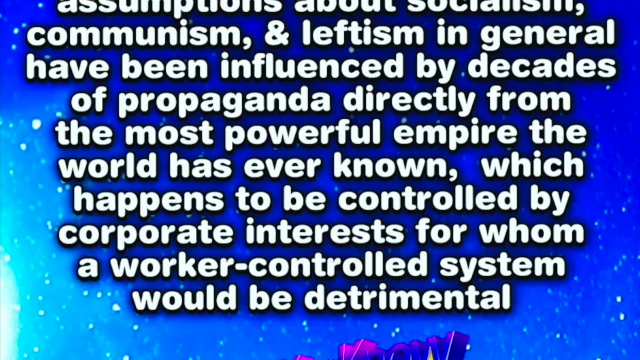 assumptions about socialism,
communism, & leftism in general
have been influenced by decades
of propaganda directly from
the most powerful empire the
world has ever known, which
happens to be controlled by
corporate interests for whom
a worker-controlled system
would be detrimental